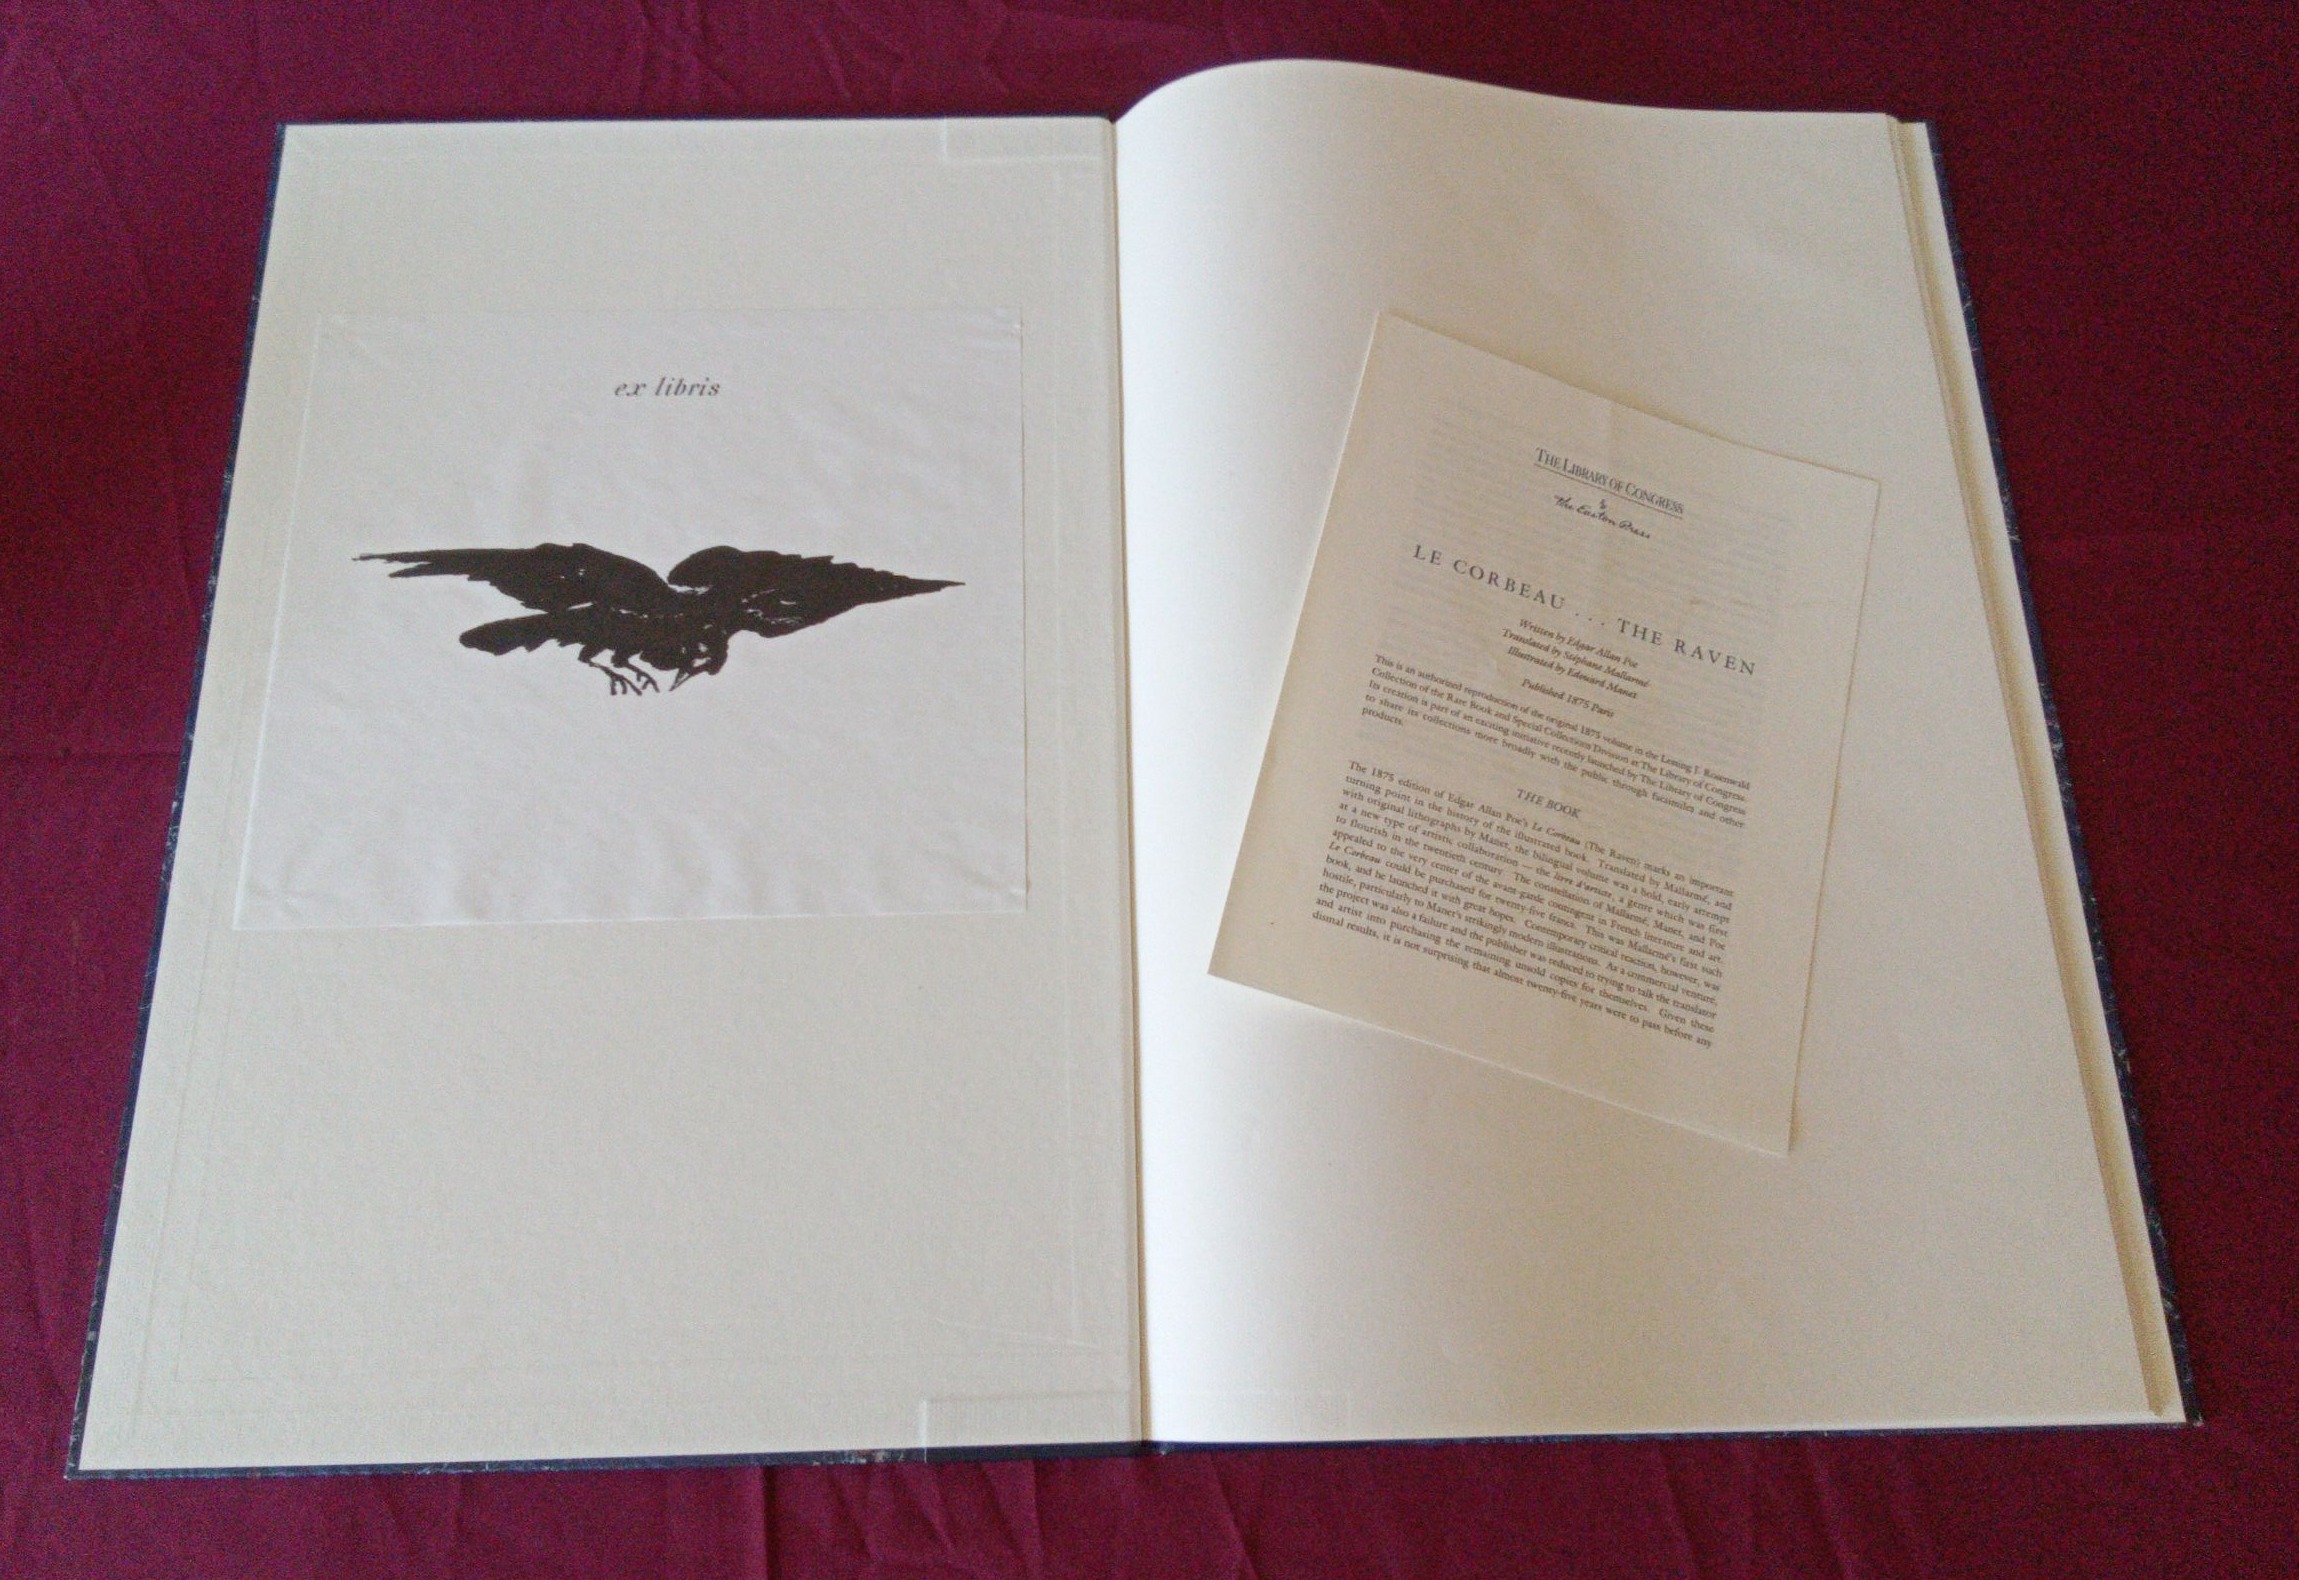 ex libris
THE LIBRARY OF CONGRESS
&
The Easton Press
LE CORBEAU . . . THE RAVEN
Written by Edgar Allan Poe
Translated by Stéphane Mallarmé
Illustrated by Edouard Manet
Published 1875 Paris
This is an authorized reproduction of the original 1875 volume in the Lessing J. Rosenwald
Collection of the Rare Book and Special Collections Division at The Library of Congress.
Its creation is part of an exciting initiative recently launched by The Library of Congress
to share its collections more broadly with the public through facsimiles and other
products.
THE BOOK
The 1875 edition of Edgar Allan Poe's Le Corbeau (The Raven) marks an important
turning point in the history of the illustrated book. Translated by Mallarmé, and
with original lithographs by Manet, the bilingual volume was a bold, early attempt
at a new type of artistic collaboration — the livre d'artiste, a genre which was first
to flourish in the twentieth century. The constellation of Mallarmé, Manet, and Poe
appealed to the very center of the avant-garde contingent in French literature and art.
Le Corbeau could be purchased for twenty-five francs. This was Mallarmé's first such
book, and he launched it with great hopes. Contemporary critical reaction, however, was
hostile, particularly to Manet's strikingly modern illustrations. As a commercial venture,
the project was also a failure and the publisher was reduced to trying to talk the translator
and artist into purchasing the remaining unsold copies for themselves. Given these
dismal results, it is not surprising that almost twenty-five years were to pass before any